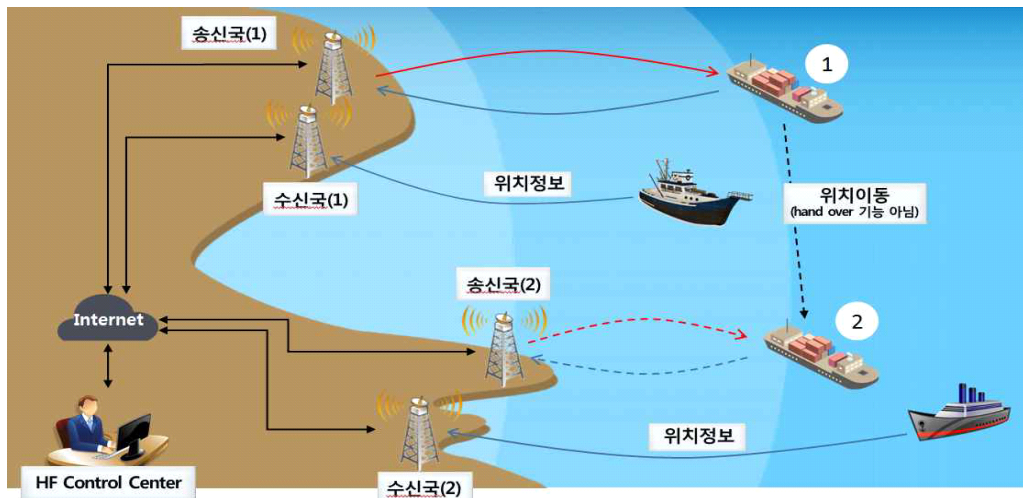 송신국(1)
1
수신국(1)
위치정보
위치이동
(hand over 기능 아님)
송신국(2)
Internet
2
위치정보
HF Control Center
수신국(2)